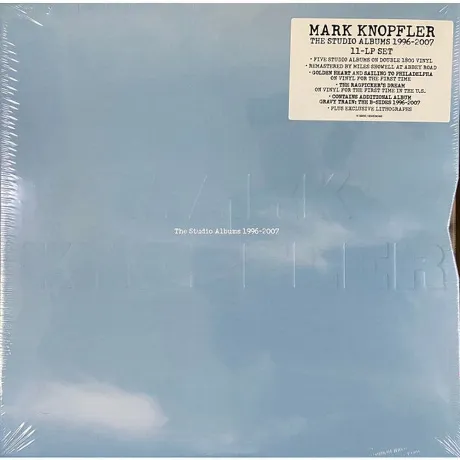 MARK KNOPFLER
THE STUDIO ALBUMS 1996-2007
11-LP SET
• FIVE STUDIO ALBUMS ON DOUBLE 180G VINYL
• REMASTERED BY MILES SHOWELL AT ABBEY ROAD
• GOLDEN HEART AND SAILING TO PHILADELPHIA
ON VINYL FOR THE FIRST TIME
• THE RAGPICKER'S DREAM
ON VINYL FOR THE FIRST TIME IN THE U.S.
• CONTAINS ADDITIONAL ALBUM
GRAVY TRAIN: THE B-SIDES 1996-2007
• PLUS EXCLUSIVE LITHOGRAPHS
MARK
The Studio Albums 1996-2007
KNOPFLER